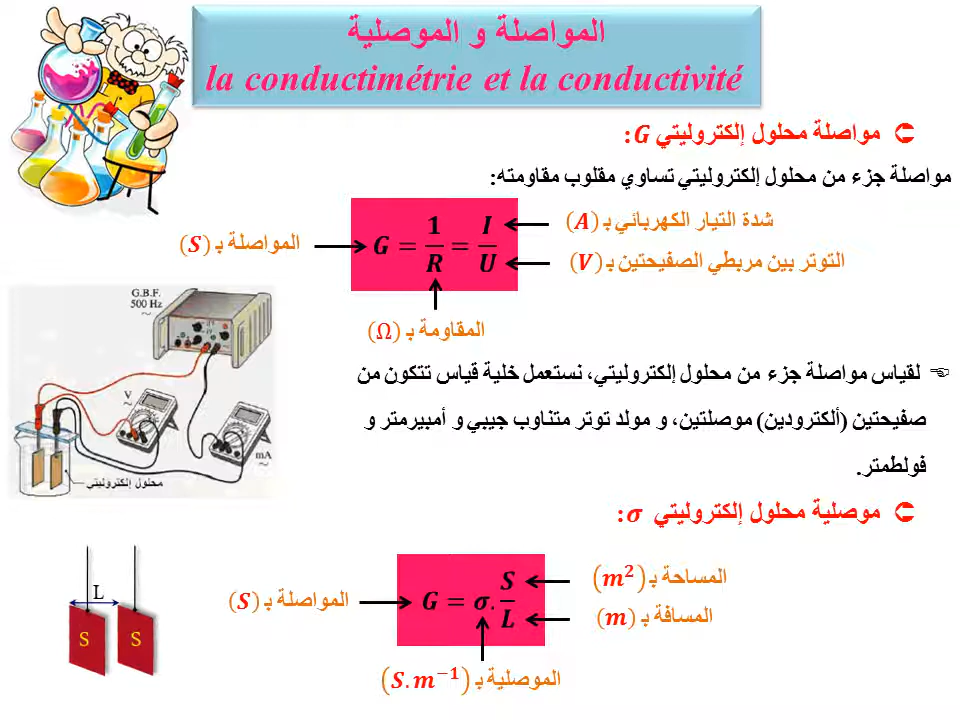 المواصلة و الموصلية
la conductimétrie et la conductivité
مواصلة محلول إلكتروليتي G:
مواصلة جزء من محلول إلكتروليتي تساوي مقلوب مقاومته:
المواصلة بـ (S)
G = 1/R = I/U
شدة التيار الكهربائي بـ (A)
التوتر بين مربطي الصفيحتين بـ (V)
المقاومة بـ (Ω)
G.B.F.
500 Hz
~
V
~
mA
~
محلول إلكتروليتي
لقياس مواصلة جزء من محلول إلكتروليتي، نستعمل خلية قياس تتكون من
صفيحتين (ألكترودين) موصلتين، و مولد توتر متناوب جيبي و أمبيرمتر و
فولطمتر.
موصلية محلول إلكتروليتي σ:
L
S
S
المواصلة بـ (S)
G = σ. S/L
المساحة بـ (m²)
المسافة بـ (m)
الموصلية بـ (S.m⁻¹)